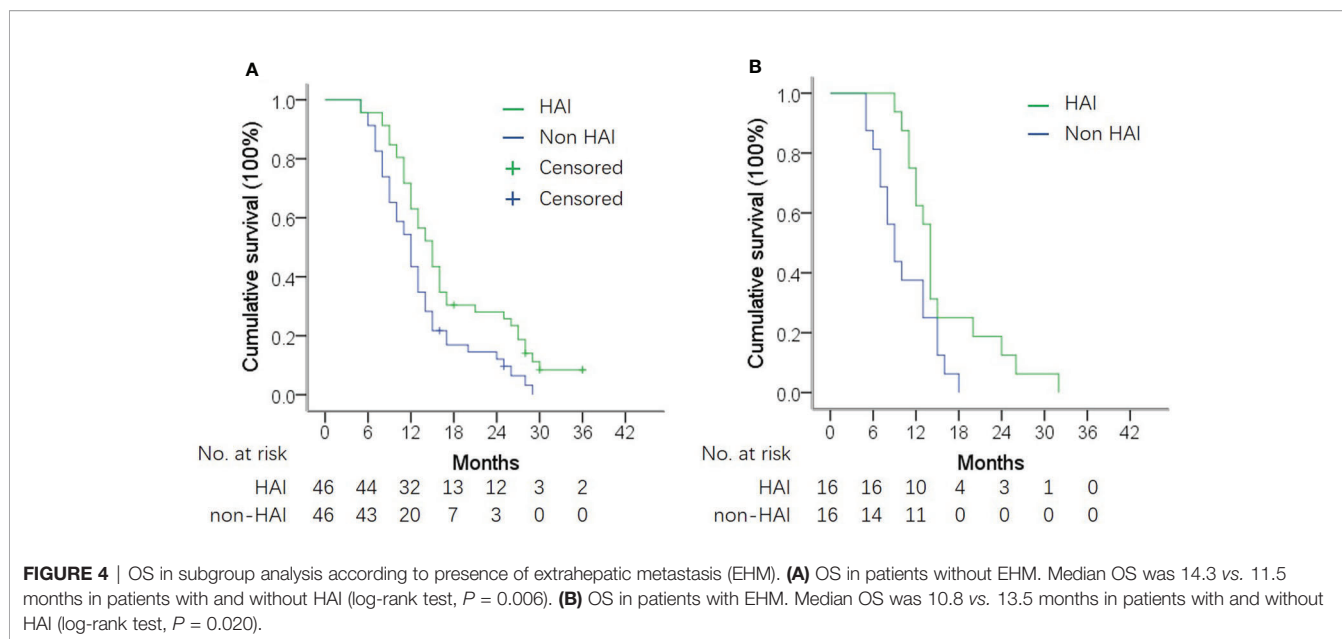 A
Cumulative survival (100%)
1.0
0.8
0.6
0.4
0.2
0.0
HAI
Non HAI
Censored
Censored
0 6 12 18 24 30 36 42
Months
No. at risk
HAI 46 44 32 13 12 3 2
non-HAI 46 43 20 7 3 0 0
B
Cumulative survival (100%)
1.0
0.8
0.6
0.4
0.2
0.0
HAI
Non HAI
0 6 12 18 24 30 36 42
Months
No. at risk
HAI 16 16 10 4 3 1 0
non-HAI 16 14 11 0 0 0 0
FIGURE 4 | OS in subgroup analysis according to presence of extrahepatic metastasis (EHM). (A) OS in patients without EHM. Median OS was 14.3 vs. 11.5
months in patients with and without HAI (log-rank test, P = 0.006). (B) OS in patients with EHM. Median OS was 10.8 vs. 13.5 months in patients with and without
HAI (log-rank test, P = 0.020).